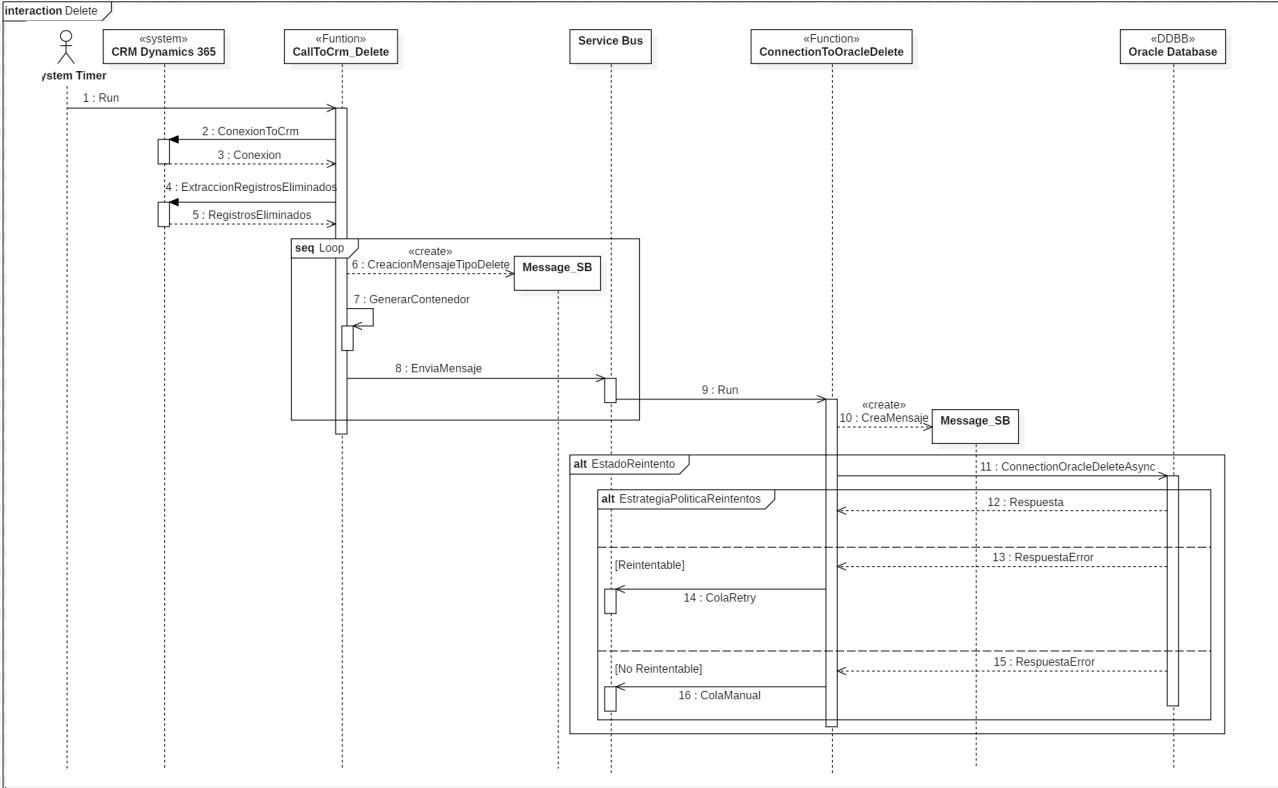 interaction Delete
«system»
CRM Dynamics 365
«Funtion»
CallToCrm_Delete
Service Bus
«Function»
ConnectionToOracleDelete
«DDBB»
Oracle Database
ystem Timer
1 : Run
2 : ConexionToCrm
3 : Conexion
4 : ExtraccionRegistrosEliminados
5 : RegistrosEliminados
seq Loop
«create»
6 : CreacionMensajeTipoDelete
Message_SB
7 : GenerarContenedor
8 : EnviaMensaje
9 : Run
«create»
10 : CreaMensaje
Message_SB
alt EstadoReintento
11 : ConnectionOracleDeleteAsync
alt EstrategiaPoliticaReintentos
12 : Respuesta
13 : RespuestaError
[Reintentable]
14 : ColaRetry
15 : RespuestaError
[No Reintentable]
16 : ColaManual